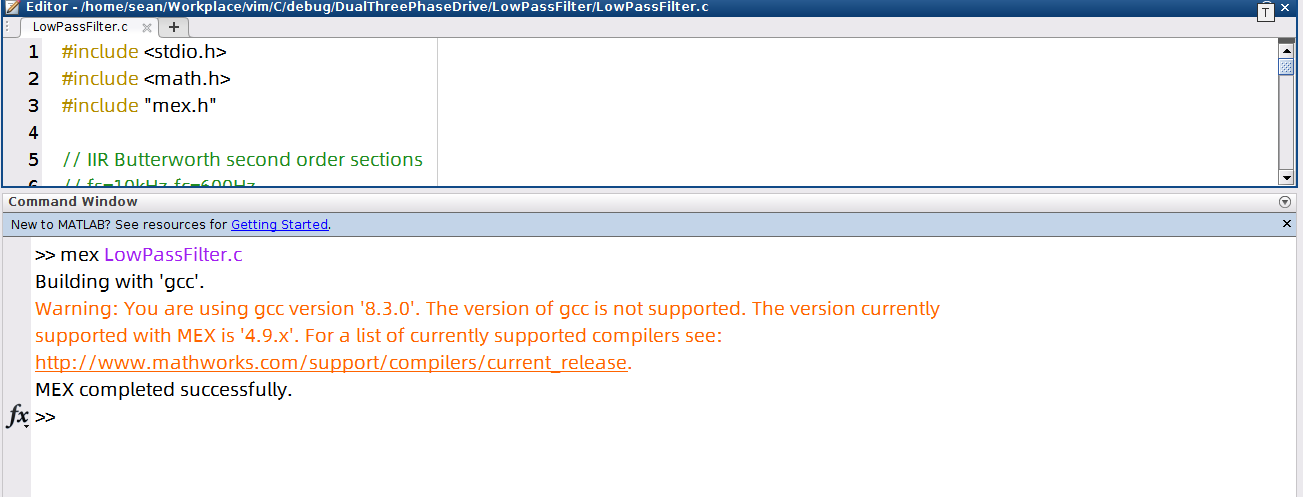 Editor - /home/sean/Workplace/vim/C/debug/DualThreePhaseDrive/LowPassFilter/LowPassFilter.c
T
LowPassFilter.c
1 #include <stdio.h>
2 #include <math.h>
3 #include "mex.h"
4
5 // IIR Butterworth second order sections
6 // fs=10kHz fc=600Hz
Command Window
New to MATLAB? See resources for Getting Started.
>> mex LowPassFilter.c
Building with 'gcc'.
Warning: You are using gcc version '8.3.0'. The version of gcc is not supported. The version currently
supported with MEX is '4.9.x'. For a list of currently supported compilers see:
http://www.mathworks.com/support/compilers/current_release.
MEX completed successfully.
fx >>